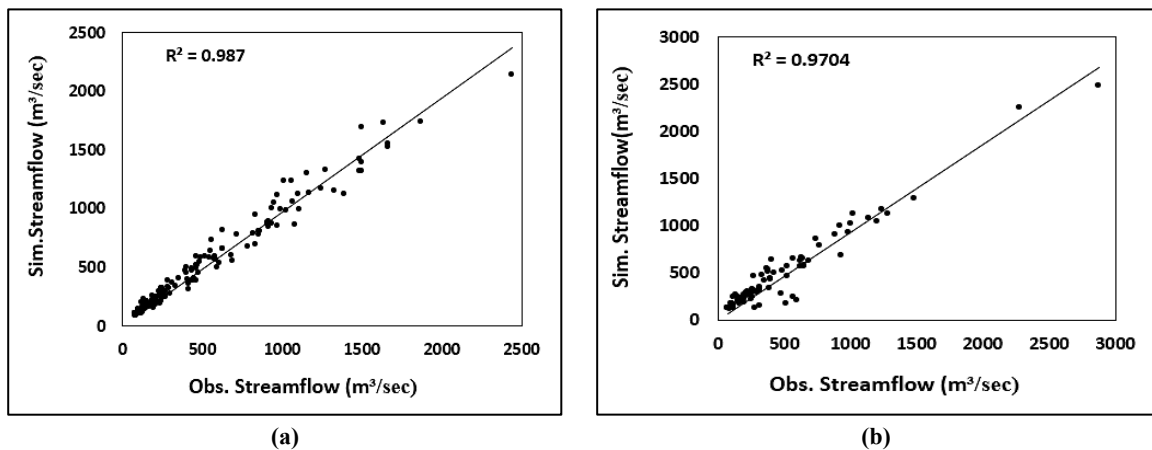 2500
2000
1500
1000
500
0
R² = 0.987
Sim.Streamflow (m³/sec)
0 500 1000 1500 2000 2500
Obs. Streamflow (m³/sec)
(a)
3000
2500
2000
1500
1000
500
0
R² = 0.9704
Sim. Streamflow(m³/sec)
0 500 1000 1500 2000 2500 3000
Obs. Streamflow (m³/sec)
(b)